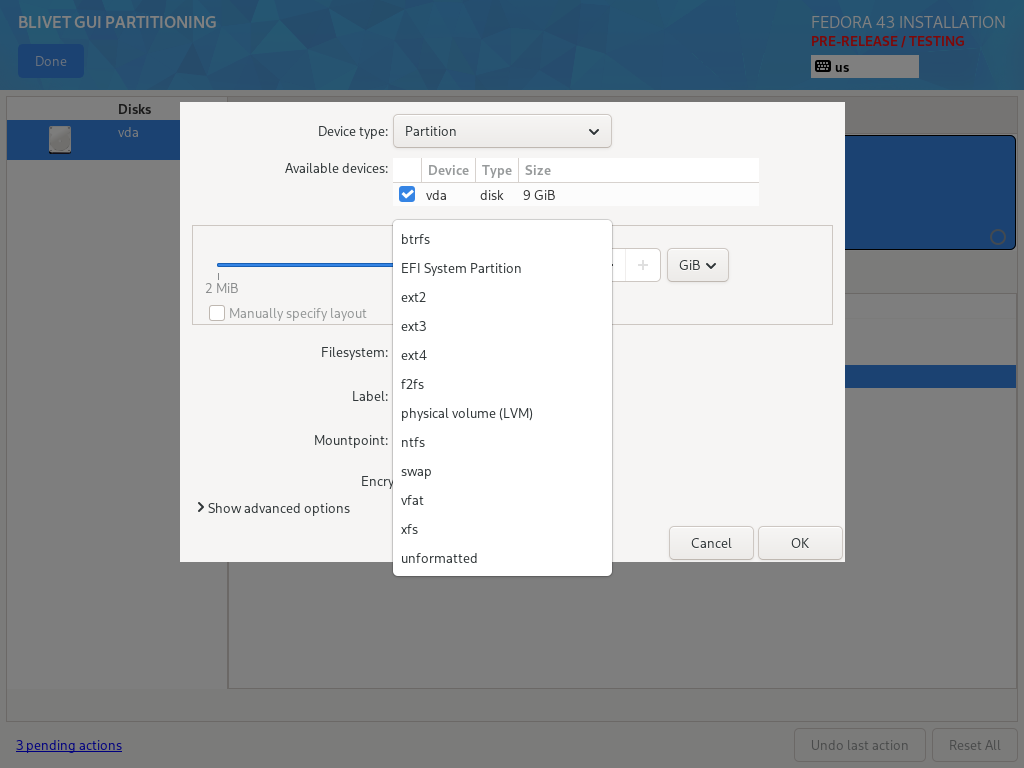 BLIVET GUI PARTITIONING
FEDORA 43 INSTALLATION
PRE-RELEASE / TESTING
Done
us
Disks
vda
Device type:
Partition
Available devices:
Device Type Size
vda disk 9 GiB
btrfs
EFI System Partition
ext2
ext3
ext4
f2fs
physical volume (LVM)
ntfs
swap
vfat
xfs
unformatted
GiB
2 MiB
Manually specify layout
Filesystem:
Label:
Mountpoint:
Show advanced options
Cancel
OK
3 pending actions
Undo last action
Reset All